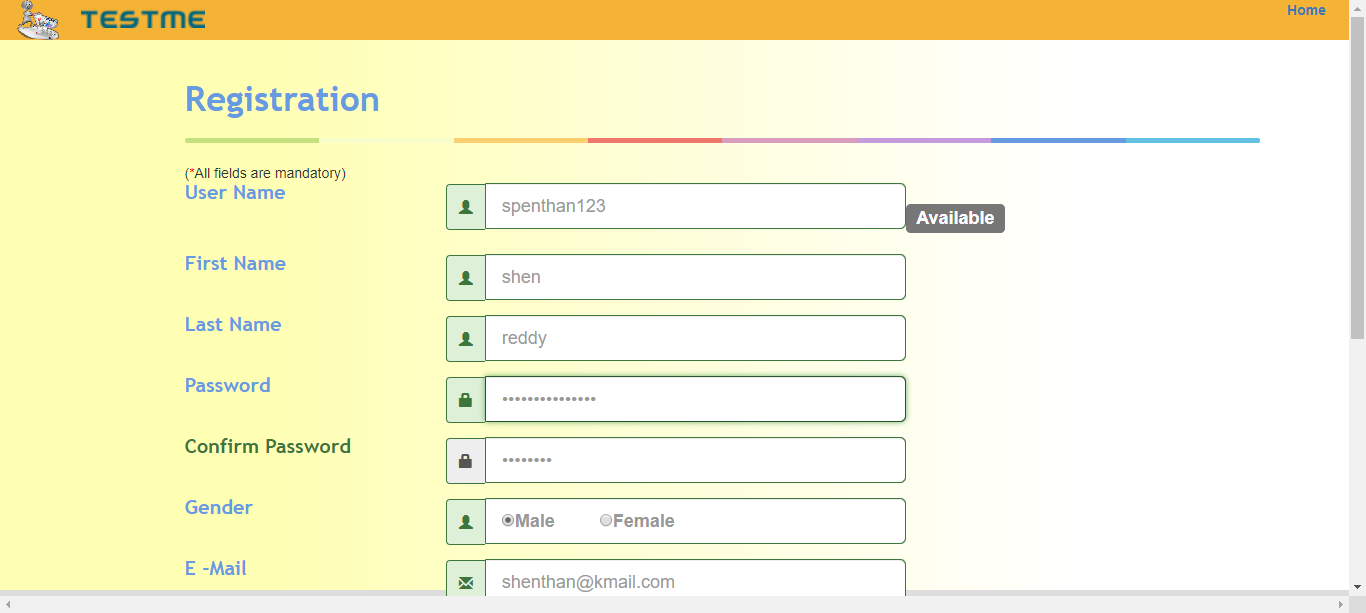 TESTME
Home
Registration
(*All fields are mandatory)
User Name
spenthan123
Available
First Name
shen
Last Name
reddy
Password
•••••••••••••••
Confirm Password
••••••••
Gender
Male Female
E -Mail
shenthan@kmail.com